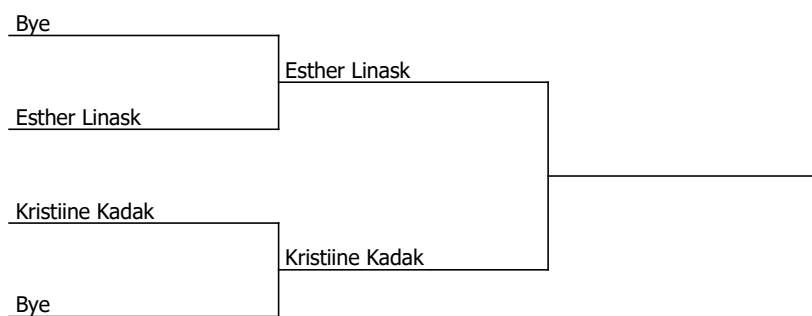 Bye
Esther Linask
Esther Linask
Kristiine Kadak
Kristiine Kadak
Bye